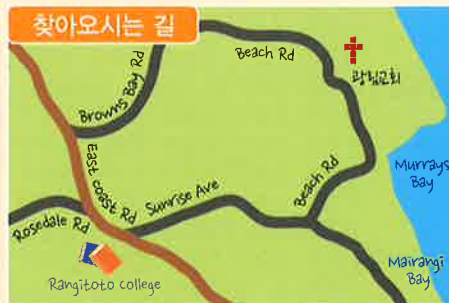 찾아오시는 길
Beach Rd
광림교회
Browns Bay Rd
East coast Rd
Murrays
Bay
Sunrise Ave
Beach Rd
Rosedale Rd
Mairangi
Bay
Rangitoto college